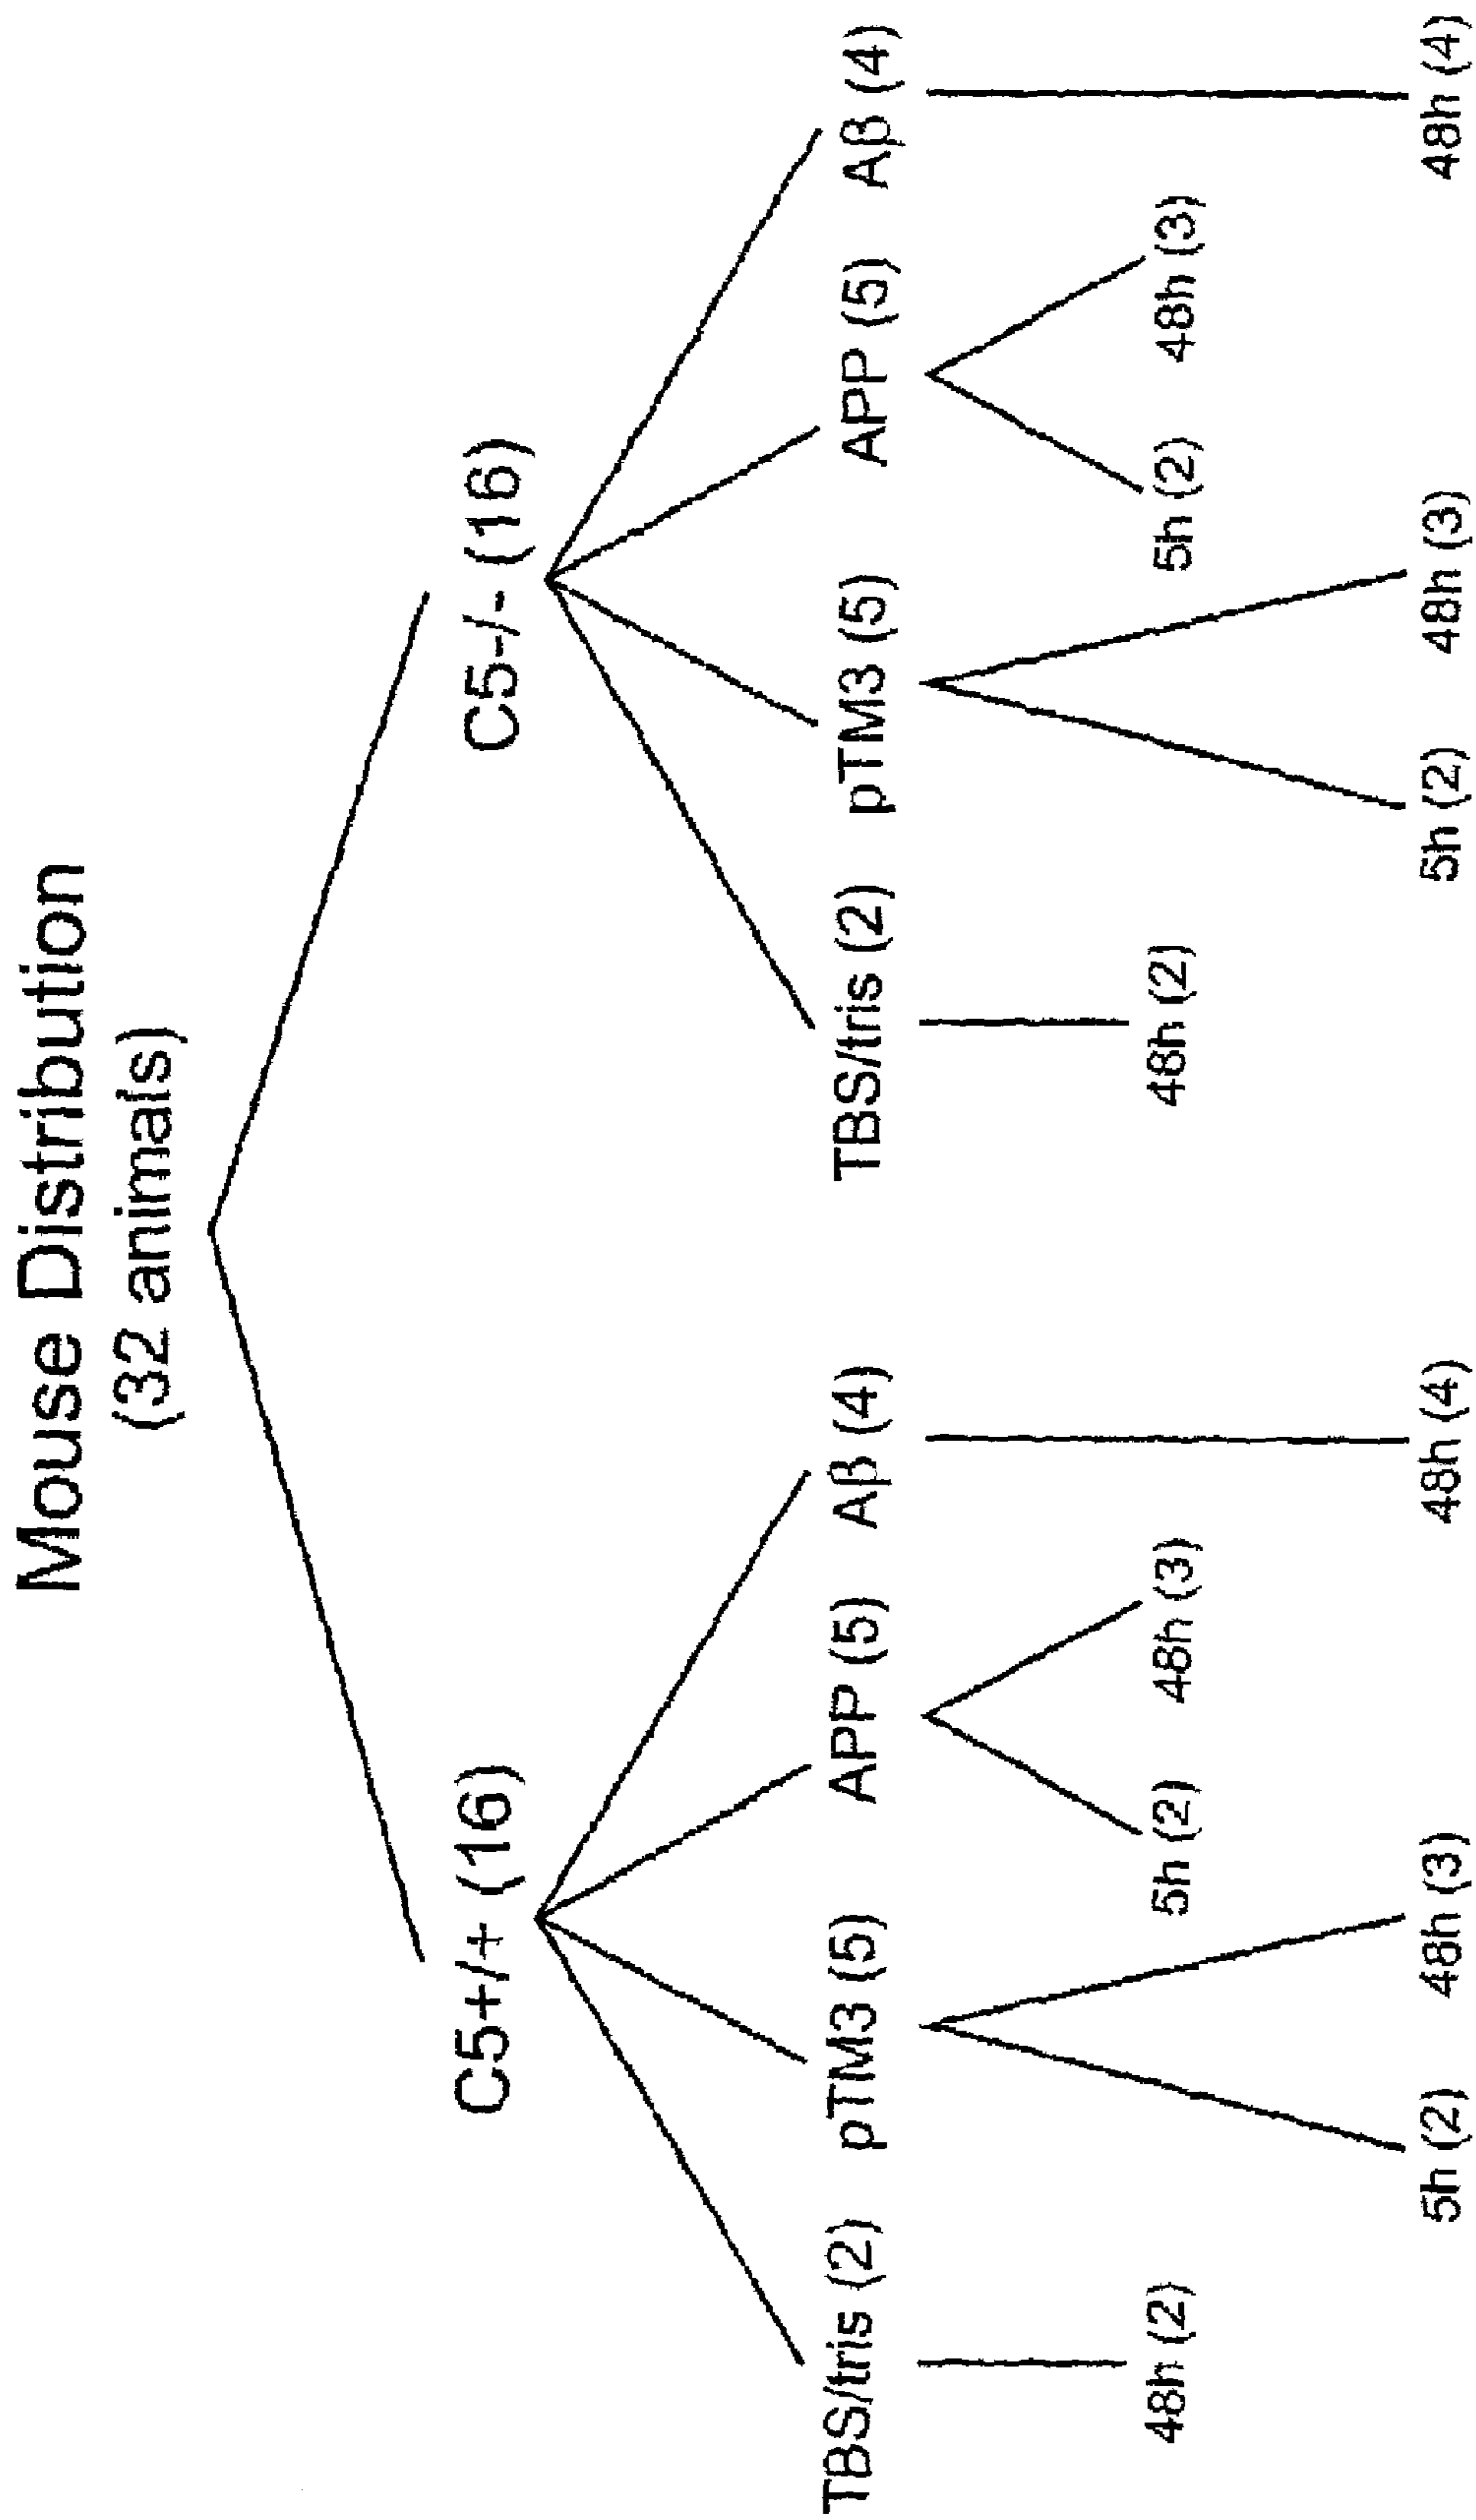 Mouse Distribution
(32 animals)
C5+/+ (16)
C5-/- (16)
TBS/tris (2)
pTM3 (5)
APP (5)
Aβ (4)
TBS/tris (2)
pTM3 (5)
APP (5)
Aβ (4)
48h (2)
5h (2)
48h (3)
48h (2)
5h (2)
48h (3)
5h (2)
48h (3)
48h (4)
5h (2)
48h (3)
48h (4)